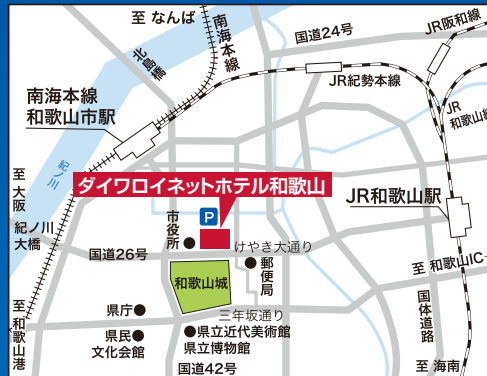 至 なんば
南海本線
国道24号
JR阪和線
北島橋
JR紀勢本線
南海本線
和歌山市駅
JR
和歌山線
紀ノ川
至 大阪
ダイワロイネットホテル和歌山
P
JR和歌山駅
市役所
紀ノ川
大橋
国道26号
けやき大通り
郵便局
至 和歌山IC
和歌山城
国体道路
至 和歌山港
県庁
三年坂通り
県民
文化会館
県立近代美術館
県立博物館
国道42号
至 海南